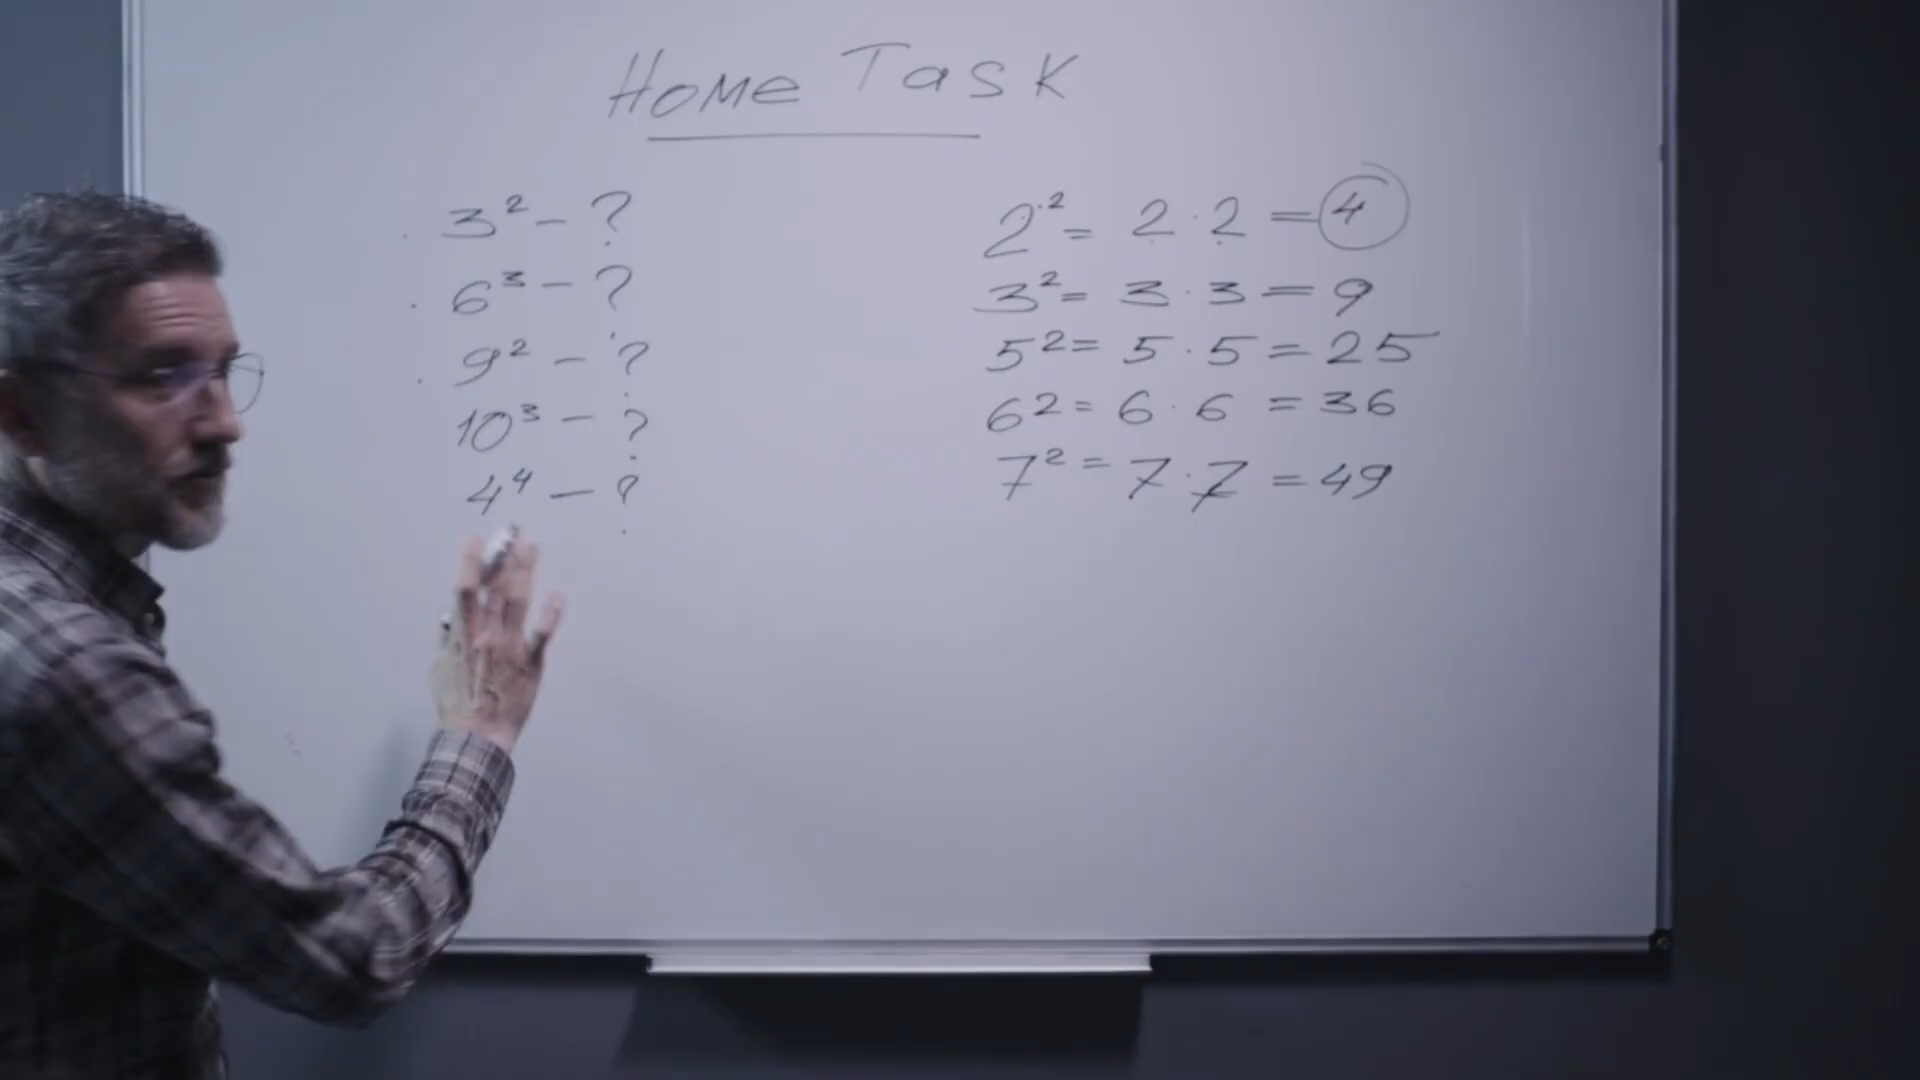 Home Task
3² – ?
6³ – ?
9² – ?
10³ – ?
4⁴ – ?
2² = 2 · 2 = 4
3² = 3 · 3 = 9
5² = 5 · 5 = 25
6² = 6 · 6 = 36
7² = 7 · 7 = 49